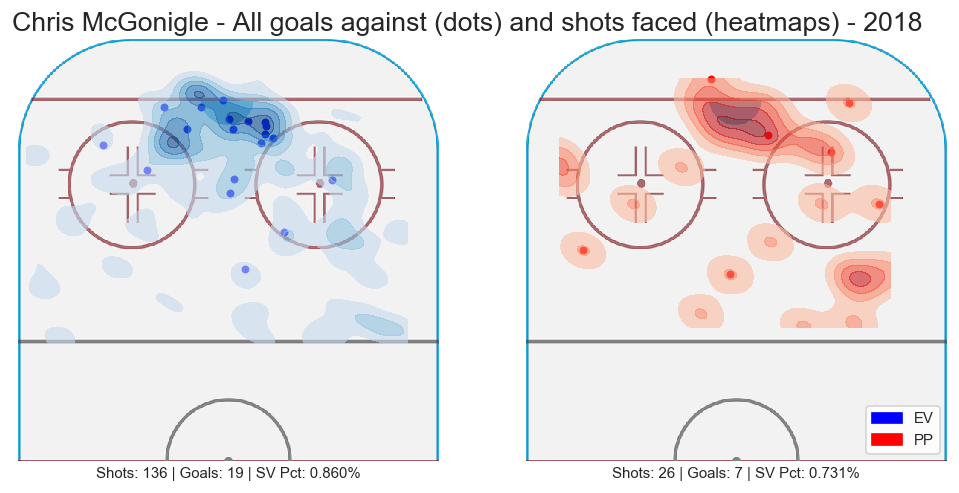 Chris McGonigle - All goals against (dots) and shots faced (heatmaps) - 2018
EV
PP
Shots: 136 | Goals: 19 | SV Pct: 0.860%
Shots: 26 | Goals: 7 | SV Pct: 0.731%